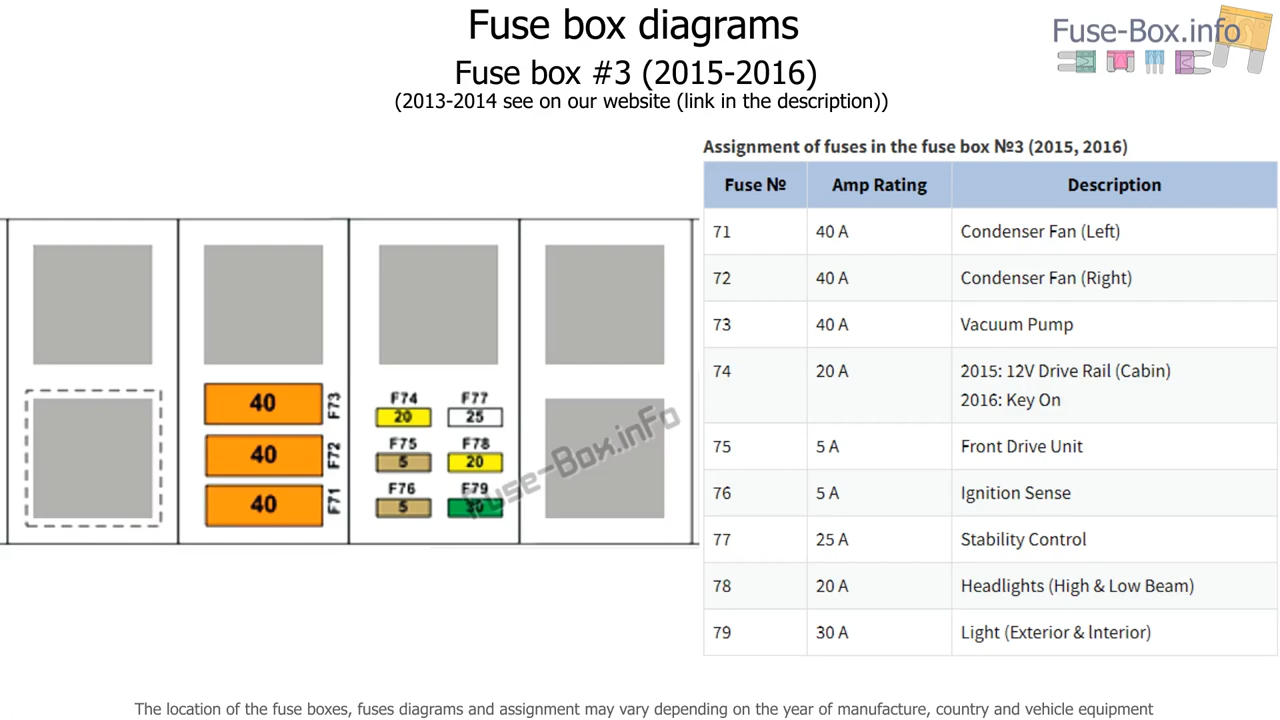 Fuse box diagrams
Fuse box #3 (2015-2016)
(2013-2014 see on our website (link in the description))
Fuse-Box.info
Assignment of fuses in the fuse box №3 (2015, 2016)
Fuse № Amp Rating Description
71 40 A Condenser Fan (Left)
72 40 A Condenser Fan (Right)
73 40 A Vacuum Pump
74 20 A 2015: 12V Drive Rail (Cabin)
2016: Key On
75 5 A Front Drive Unit
76 5 A Ignition Sense
77 25 A Stability Control
78 20 A Headlights (High & Low Beam)
79 30 A Light (Exterior & Interior)
40 F73
40 F72
40 F71
F74 F77
20 25
F75 F78
5 20
F76 F79
5 30
Fuse-Box.inFo
The location of the fuse boxes, fuses diagrams and assignment may vary depending on the year of manufacture, country and vehicle equipment